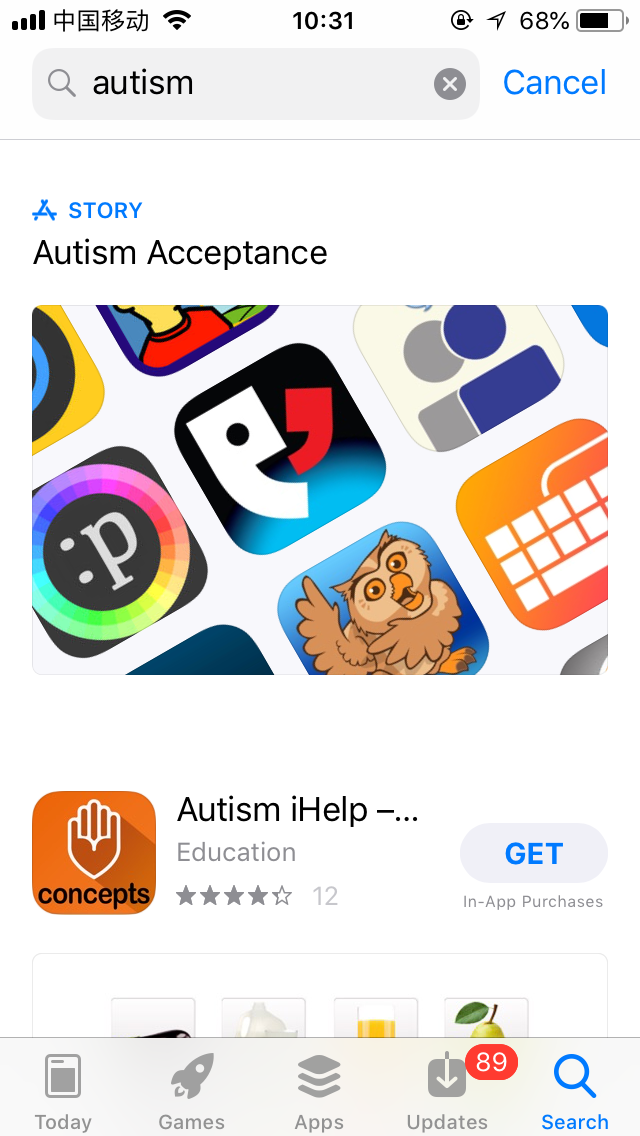 中国移动
10:31
68%
autism
Cancel
STORY
Autism Acceptance
:p
concepts
Autism iHelp –...
Education
12
GET
In-App Purchases
Today
Games
Apps
Updates
89
Search